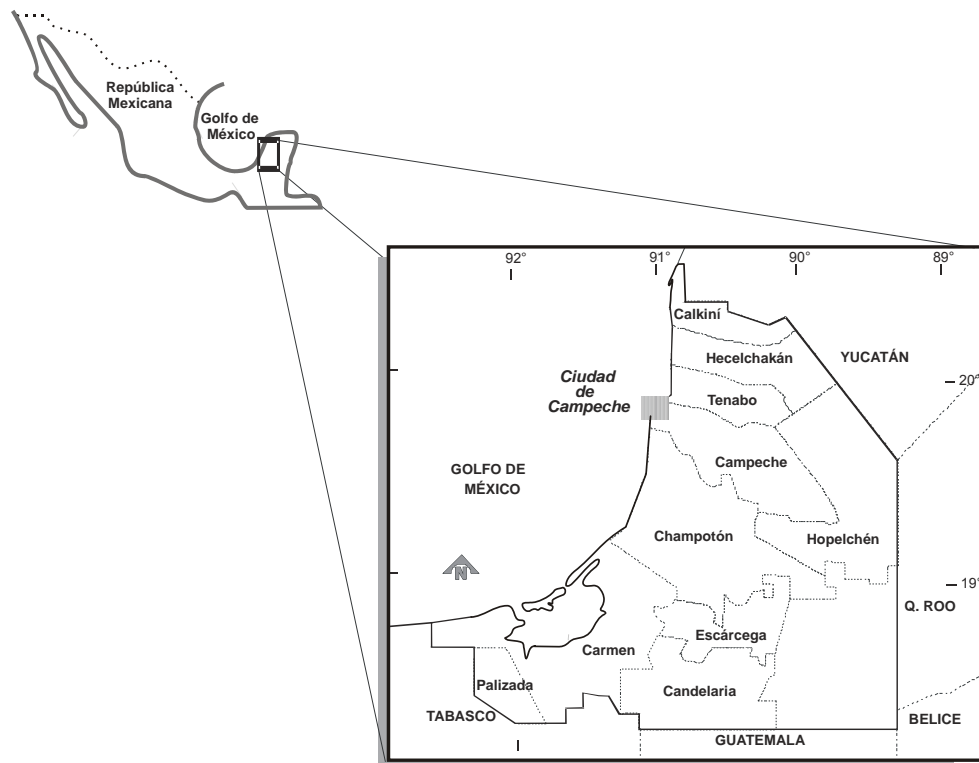 República
Mexicana
Golfo de
México
92°
91°
90°
89°
Calkiní
Hecelchakán
YUCATÁN
20°
Ciudad
de
Campeche
Tenabo
Campeche
GOLFO DE
MÉXICO
Champotón
Hopelchén
N
19°
Q. ROO
Escárcega
Carmen
Palizada
Candelaria
TABASCO
BELICE
GUATEMALA